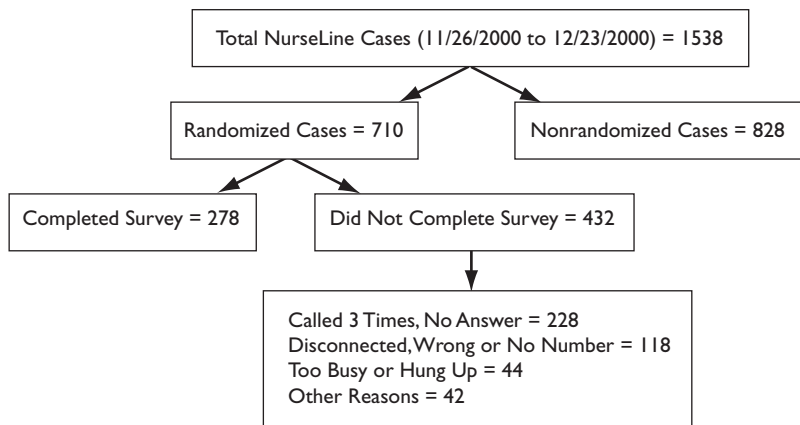 Total NurseLine Cases (11/26/2000 to 12/23/2000) = 1538
Randomized Cases = 710
Nonrandomized Cases = 828
Completed Survey = 278
Did Not Complete Survey = 432
Called 3 Times, No Answer = 228
Disconnected, Wrong or No Number = 118
Too Busy or Hung Up = 44
Other Reasons = 42